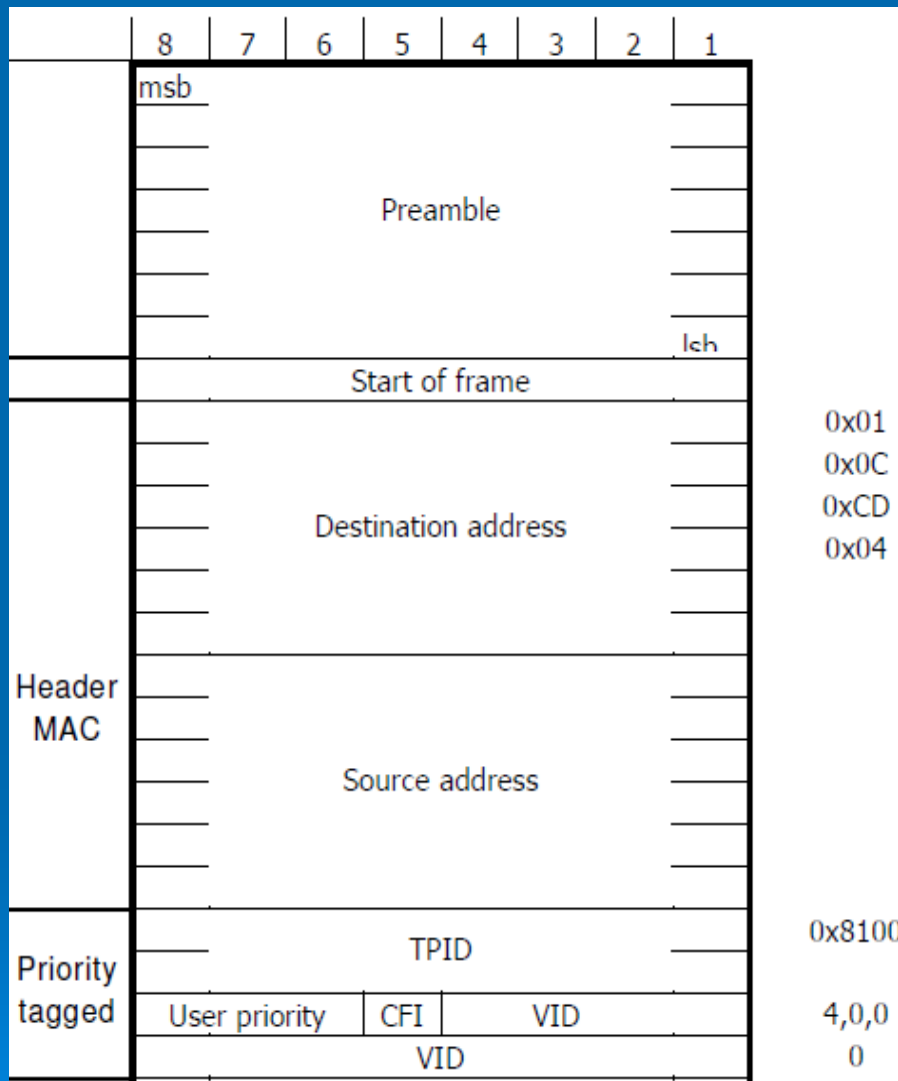 8 7 6 5 4 3 2 1
msb
Preamble
lsb
Start of frame
0x01
0x0C
0xCD
Destination address
0x04
Header
MAC
Source address
0x8100
TPID
Priority
tagged
User priority CFI VID 4,0,0
VID 0